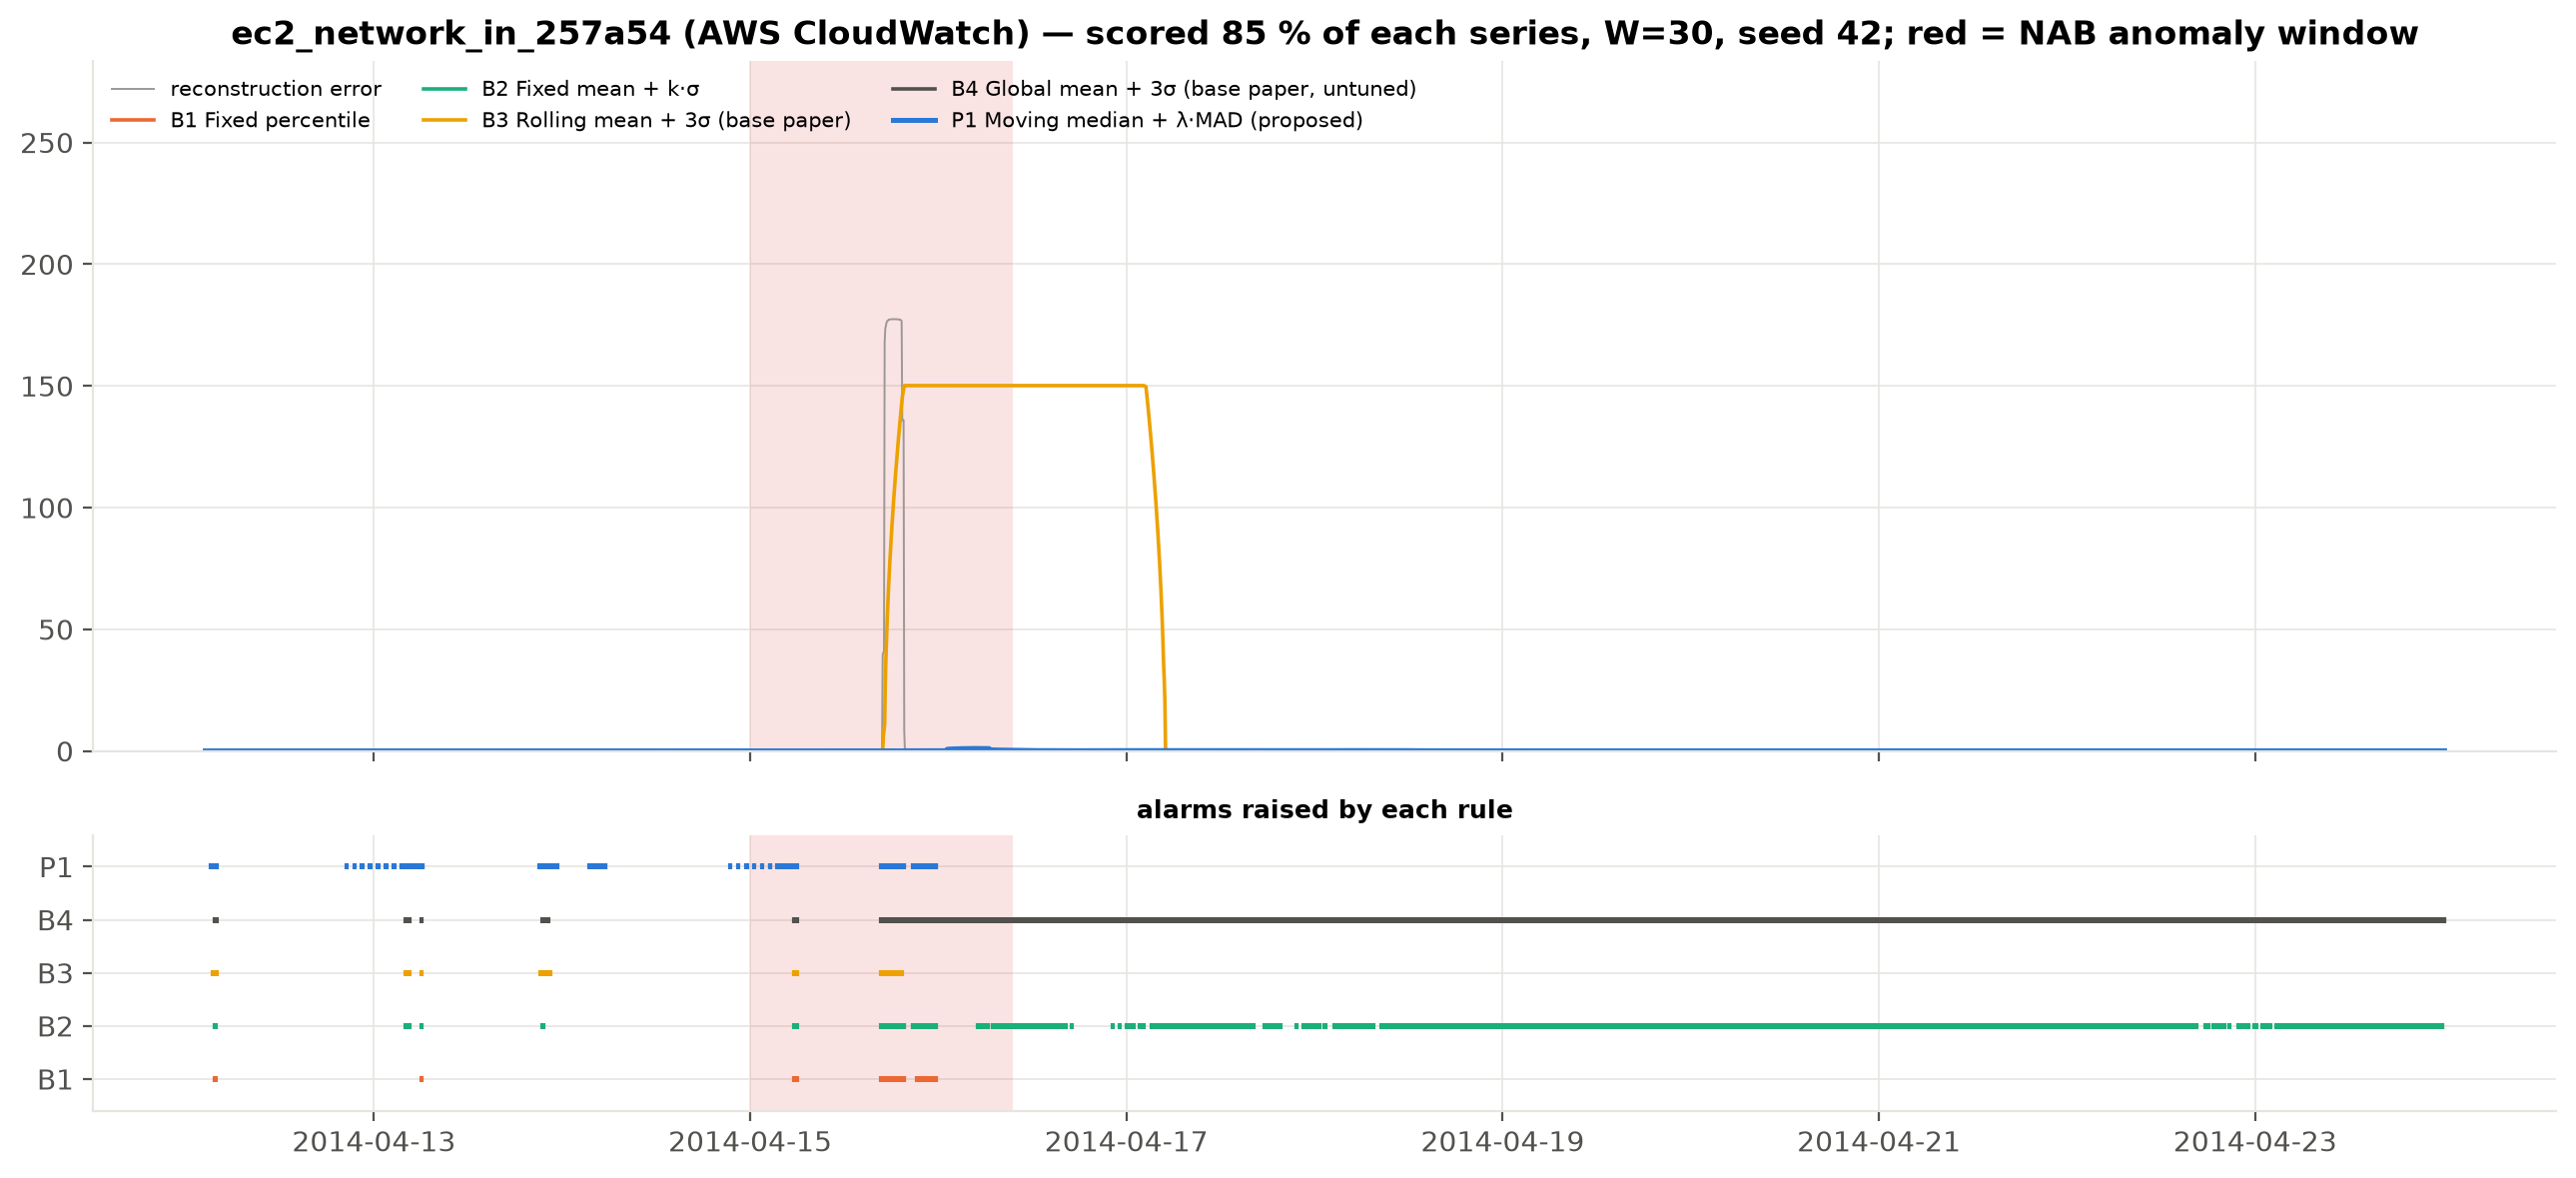 ec2_network_in_257a54 (AWS CloudWatch) — scored 85 % of each series, W=30, seed 42; red = NAB anomaly window
reconstruction error
B1 Fixed percentile
B2 Fixed mean + k·σ
B3 Rolling mean + 3σ (base paper)
B4 Global mean + 3σ (base paper, untuned)
P1 Moving median + λ·MAD (proposed)
250
200
150
100
50
0
alarms raised by each rule
P1
B4
B3
B2
B1
2014-04-13
2014-04-15
2014-04-17
2014-04-19
2014-04-21
2014-04-23